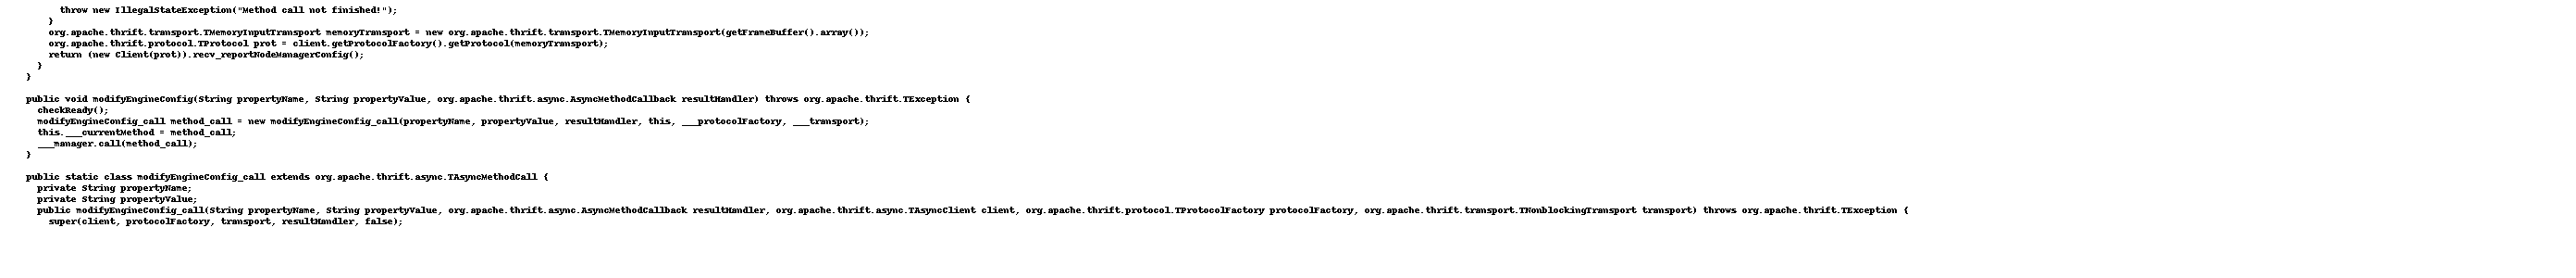 throw new IllegalStateException("Method call not finished!");
    }
    org.apache.thrift.transport.TMemoryInputTransport memoryTransport = new org.apache.thrift.transport.TMemoryInputTransport(getFrameBuffer().array());
    org.apache.thrift.protocol.TProtocol prot = client.getProtocolFactory().getProtocol(memoryTransport);
    return (new Client(prot)).recv_reportNodeManagerConfig();
  }
}

public void modifyEngineConfig(String propertyName, String propertyValue, org.apache.thrift.async.AsyncMethodCallback resultHandler) throws org.apache.thrift.TException {
  checkReady();
  modifyEngineConfig_call method_call = new modifyEngineConfig_call(propertyName, propertyValue, resultHandler, this, ___protocolFactory, ___transport);
  this.___currentMethod = method_call;
  ___manager.call(method_call);
}

public static class modifyEngineConfig_call extends org.apache.thrift.async.TAsyncMethodCall {
  private String propertyName;
  private String propertyValue;
  public modifyEngineConfig_call(String propertyName, String propertyValue, org.apache.thrift.async.AsyncMethodCallback resultHandler, org.apache.thrift.async.TAsyncClient client, org.apache.thrift.protocol.TProtocolFactory protocolFactory, org.apache.thrift.transport.TNonblockingTransport transport) throws org.apache.thrift.TException {
    super(client, protocolFactory, transport, resultHandler, false);